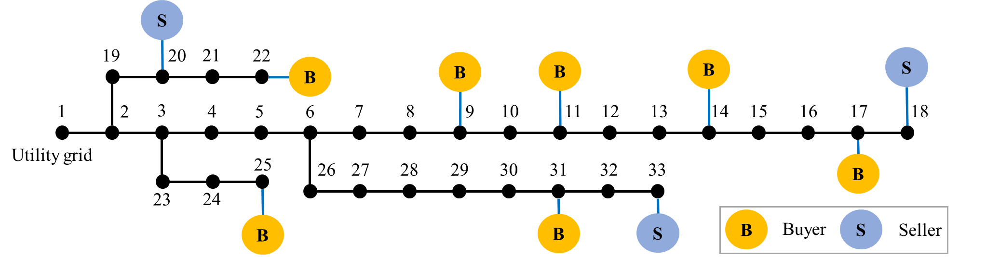 S
19 20 21 22
B B B B S
1 2 3 4 5 6 7 8 9 10 11 12 13 14 15 16 17 18
Utility grid
25 26 27 28 29 30 31 32 33
B
23 24
B B S
B Buyer S Seller